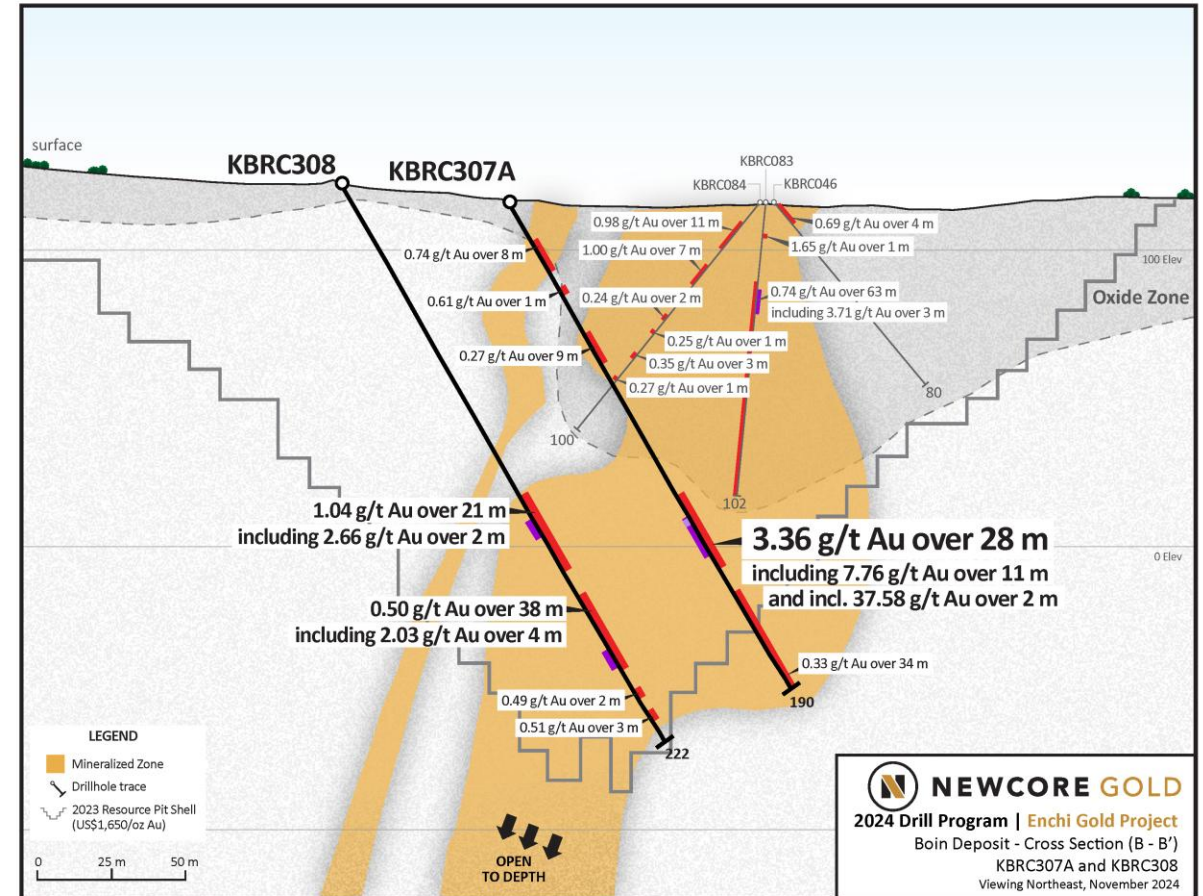 surface
KBRC308
KBRC307A
KBRC083
KBRC084
KBRC046
0.98 g/t Au over 11 m
0.69 g/t Au over 4 m
1.00 g/t Au over 7 m
1.65 g/t Au over 1 m
0.74 g/t Au over 8 m
100 Elev
0.61 g/t Au over 1 m
0.24 g/t Au over 2 m
0.74 g/t Au over 63 m
including 3.71 g/t Au over 3 m
Oxide Zone
0.25 g/t Au over 1 m
0.27 g/t Au over 9 m
0.35 g/t Au over 3 m
0.27 g/t Au over 1 m
80
100
102
1.04 g/t Au over 21 m
including 2.66 g/t Au over 2 m
3.36 g/t Au over 28 m
including 7.76 g/t Au over 11 m
and incl. 37.58 g/t Au over 2 m
0 Elev
0.50 g/t Au over 38 m
including 2.03 g/t Au over 4 m
0.33 g/t Au over 34 m
190
0.49 g/t Au over 2 m
0.51 g/t Au over 3 m
222
LEGEND
Mineralized Zone
Drillhole trace
2023 Resource Pit Shell
(US$1,650/oz Au)
0 25 m 50 m
OPEN
TO DEPTH
NEWCORE GOLD
2024 Drill Program | Enchi Gold Project
Boin Deposit - Cross Section (B - B')
KBRC307A and KBRC308
Viewing Northeast, November 2024